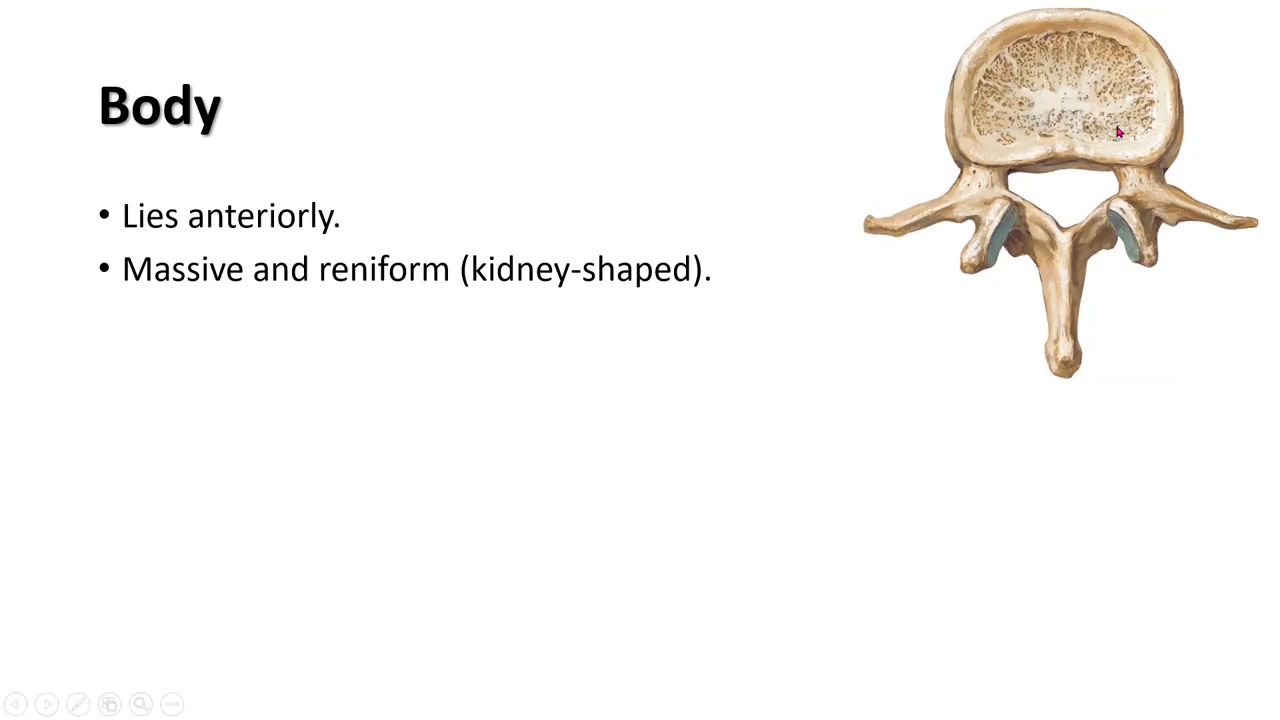 Body
• Lies anteriorly.
• Massive and reniform (kidney-shaped).